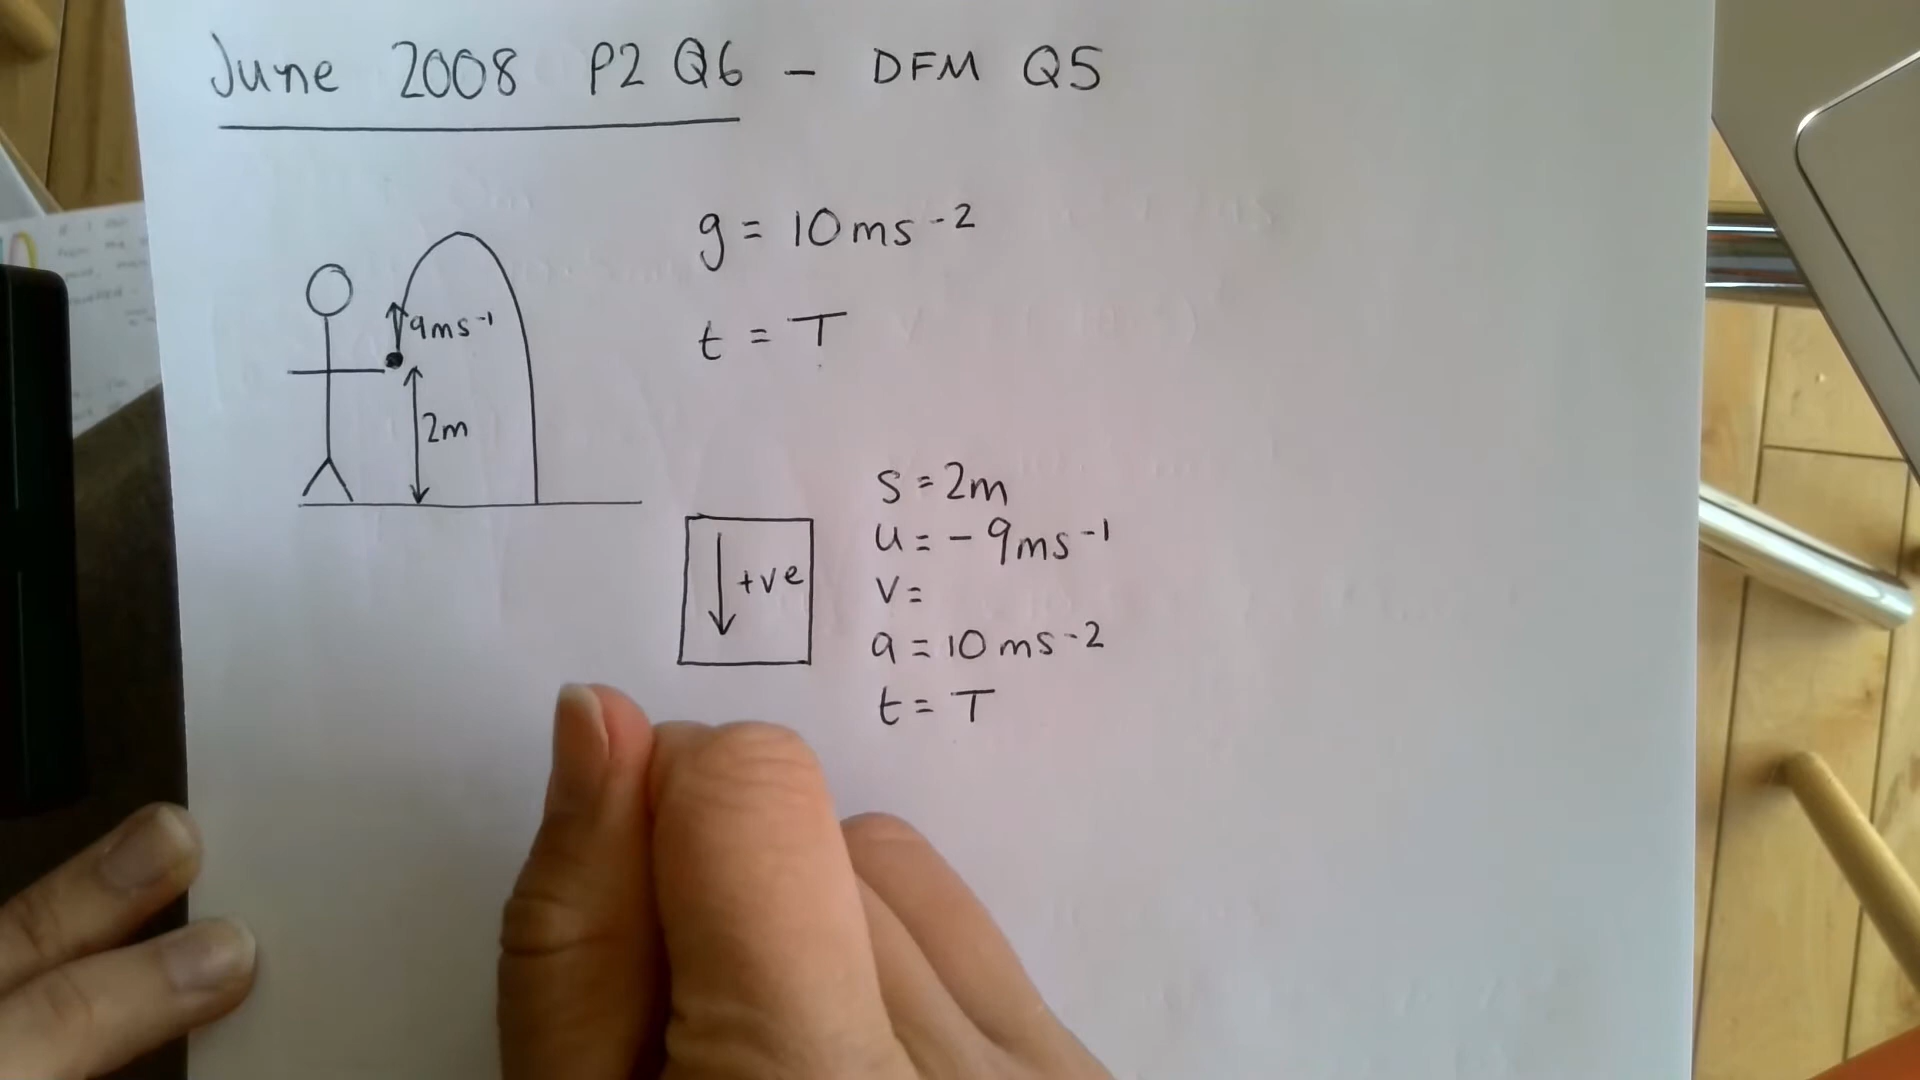 June 2008 P2 Q6 - DFM Q5
g = 10ms-2
9ms-1
t = T
2m
s = 2m
u = - 9ms-1
+ve
v =
a = 10ms-2
t = T